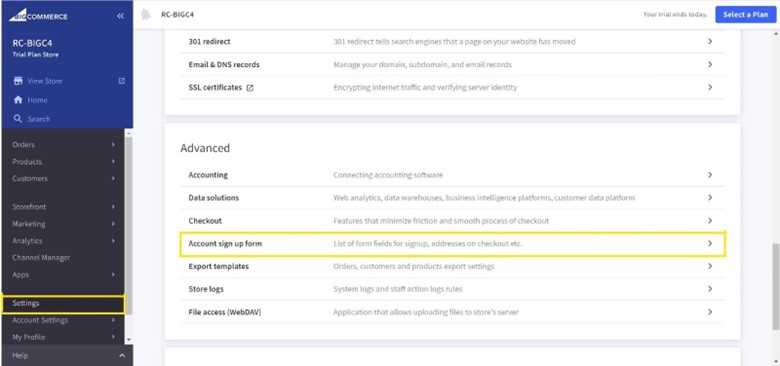 BIGCOMMERCE
RC-BIGC4
Your trial ends today.
Select a Plan
RC-BIGC4
Trial Plan Store
View Store
Home
Search
Orders
Products
Customers
Storefront
Marketing
Analytics
Channel Manager
Apps
Settings
Account Settings
My Profile
Help
301 redirect 301 redirect tells search engines that a page on your website has moved
Email & DNS records Manage your domain, subdomain, and email records
SSL certificates Encrypting Internet traffic and verifying server identity
Advanced
Accounting Connecting accounting software
Data solutions Web analytics, data warehouses, business intelligence platforms, customer data platform
Checkout Features that minimize friction and smooth process of checkout
Account sign up form List of form fields for signup, addresses on checkout etc.
Export templates Orders, customers and products export settings
Store logs System logs and staff action logs rules
File access (WebDAV) Application that allows uploading files to store's server